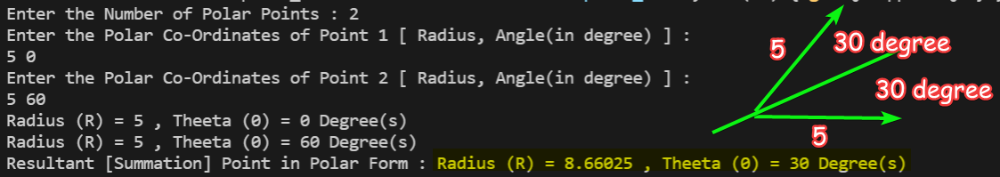 Enter the Number of Polar Points : 2
Enter the Polar Co-Ordinates of Point 1 [ Radius, Angle(in degree) ] :
5 0
Enter the Polar Co-Ordinates of Point 2 [ Radius, Angle(in degree) ] :
5 60
Radius (R) = 5 , Theeta (0) = 0 Degree(s)
Radius (R) = 5 , Theeta (0) = 60 Degree(s)
Resultant [Summation] Point in Polar Form : Radius (R) = 8.66025 , Theeta (0) = 30 Degree(s)
5
30 degree
30 degree
5